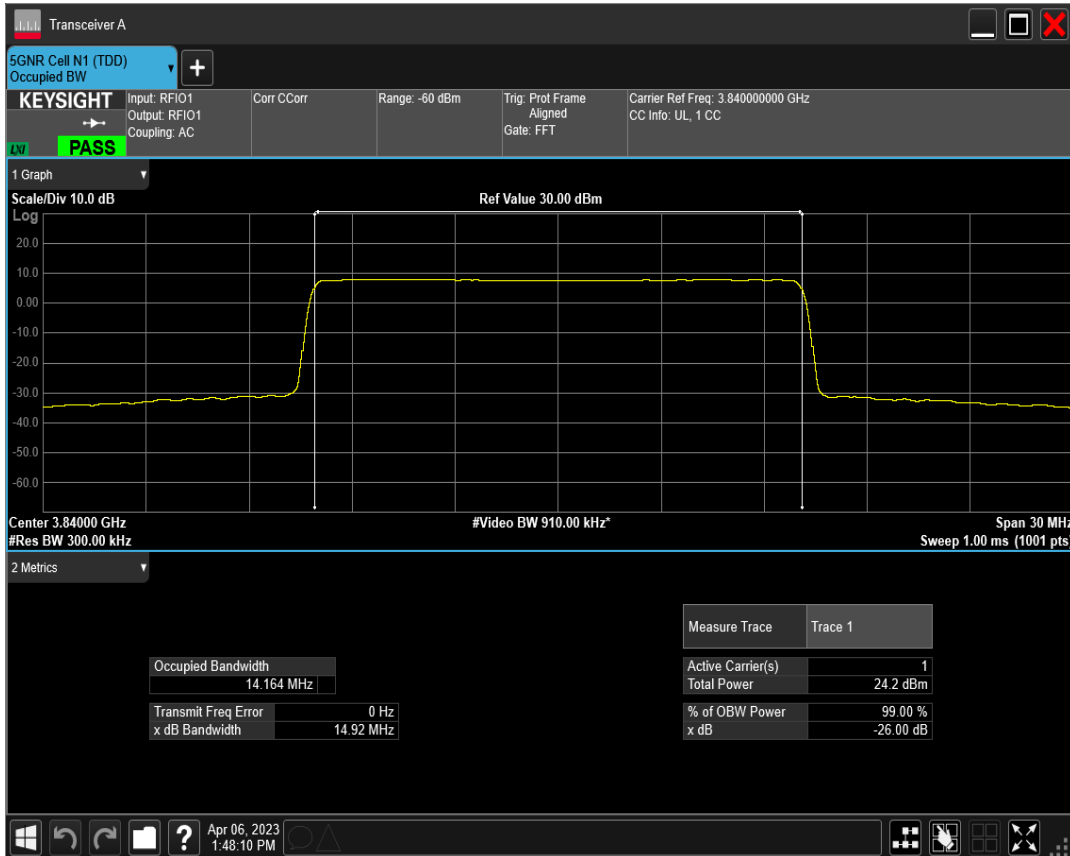 Transceiver A
5GNR Cell N1 (TDD)
Occupied BW
+
KEYSIGHT
LXI
PASS
Input: RFIO1
Output: RFIO1
Coupling: AC
Corr CCorr
Range: -60 dBm
Trig: Prot Frame
Aligned
Gate: FFT
Carrier Ref Freq: 3.840000000 GHz
CC Info: UL, 1 CC
1 Graph
Scale/Div 10.0 dB
Ref Value 30.00 dBm
Log
20.0
10.0
0.00
-10.0
-20.0
-30.0
-40.0
-50.0
-60.0
Center 3.84000 GHz
#Video BW 910.00 kHz*
Span 30 MHz
#Res BW 300.00 kHz
Sweep 1.00 ms (1001 pts)
2 Metrics
Measure Trace Trace 1
Occupied Bandwidth
14.164 MHz
Active Carrier(s) 1
Total Power 24.2 dBm
Transmit Freq Error 0 Hz
x dB Bandwidth 14.92 MHz
% of OBW Power 99.00 %
x dB -26.00 dB
?
Apr 06, 2023
1:48:10 PM